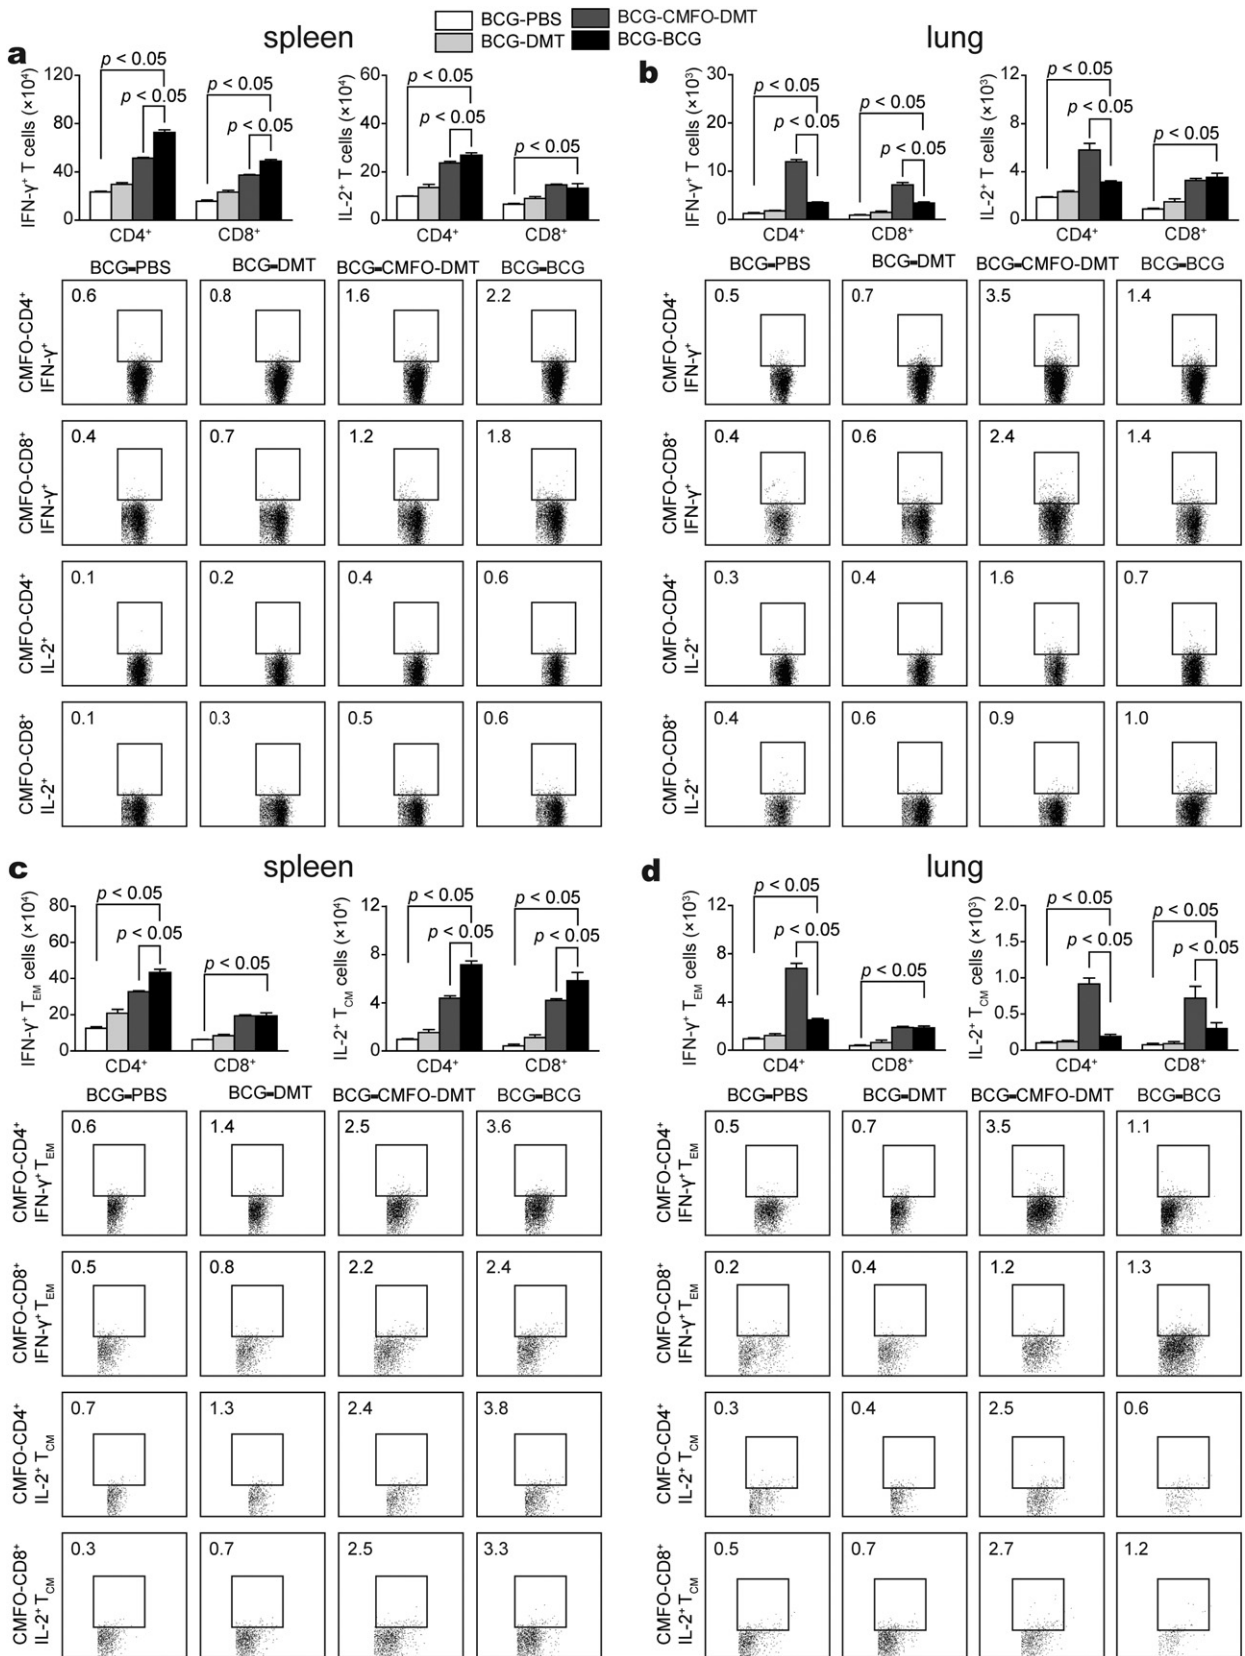 BCG-PBS BCG-CMFO-DMT
BCG-DMT BCG-BCG
a spleen
p < 0.05
p < 0.05
p < 0.05
p < 0.05
IFN-γ⁺ T cells (×10⁴)
120
80
40
0
CD4⁺ CD8⁺
p < 0.05
p < 0.05
p < 0.05
IL-2⁺ T cells (×10⁴)
60
40
20
0
CD4⁺ CD8⁺
BCG-PBS BCG-DMT BCG-CMFO-DMT BCG-BCG
CMFO-CD4⁺
IFN-γ⁺
0.6 0.8 1.6 2.2
CMFO-CD8⁺
IFN-γ⁺
0.4 0.7 1.2 1.8
CMFO-CD4⁺
IL-2⁺
0.1 0.2 0.4 0.6
CMFO-CD8⁺
IL-2⁺
0.1 0.3 0.5 0.6
b lung
p < 0.05
p < 0.05
p < 0.05
p < 0.05
IFN-γ⁺ T cells (×10³)
30
20
10
0
CD4⁺ CD8⁺
p < 0.05
p < 0.05
p < 0.05
IL-2⁺ T cells (×10³)
12
8
4
0
CD4⁺ CD8⁺
BCG-PBS BCG-DMT BCG-CMFO-DMT BCG-BCG
CMFO-CD4⁺
IFN-γ⁺
0.5 0.7 3.5 1.4
CMFO-CD8⁺
IFN-γ⁺
0.4 0.6 2.4 1.4
CMFO-CD4⁺
IL-2⁺
0.3 0.4 1.6 0.7
CMFO-CD8⁺
IL-2⁺
0.4 0.6 0.9 1.0
c spleen
p < 0.05
p < 0.05
p < 0.05
IFN-γ⁺ T_EM cells (×10⁴)
80
60
40
20
0
CD4⁺ CD8⁺
p < 0.05
p < 0.05
p < 0.05
p < 0.05
IL-2⁺ T_CM cells (×10⁴)
12
8
4
0
CD4⁺ CD8⁺
BCG-PBS BCG-DMT BCG-CMFO-DMT BCG-BCG
CMFO-CD4⁺
IFN-γ⁺ T_EM
0.6 1.4 2.5 3.6
CMFO-CD8⁺
IFN-γ⁺ T_EM
0.5 0.8 2.2 2.4
CMFO-CD4⁺
IL-2⁺ T_CM
0.7 1.3 2.4 3.8
CMFO-CD8⁺
IL-2⁺ T_CM
0.3 0.7 2.5 3.3
d lung
p < 0.05
p < 0.05
p < 0.05
IFN-γ⁺ T_EM cells (×10³)
12
8
4
0
CD4⁺ CD8⁺
p < 0.05
p < 0.05
p < 0.05
p < 0.05
IL-2⁺ T_CM cells (×10³)
2.0
1.5
1.0
0.5
0
CD4⁺ CD8⁺
BCG-PBS BCG-DMT BCG-CMFO-DMT BCG-BCG
CMFO-CD4⁺
IFN-γ⁺ T_EM
0.5 0.7 3.5 1.1
CMFO-CD8⁺
IFN-γ⁺ T_EM
0.2 0.4 1.2 1.3
CMFO-CD4⁺
IL-2⁺ T_CM
0.3 0.4 2.5 0.6
CMFO-CD8⁺
IL-2⁺ T_CM
0.5 0.7 2.7 1.2